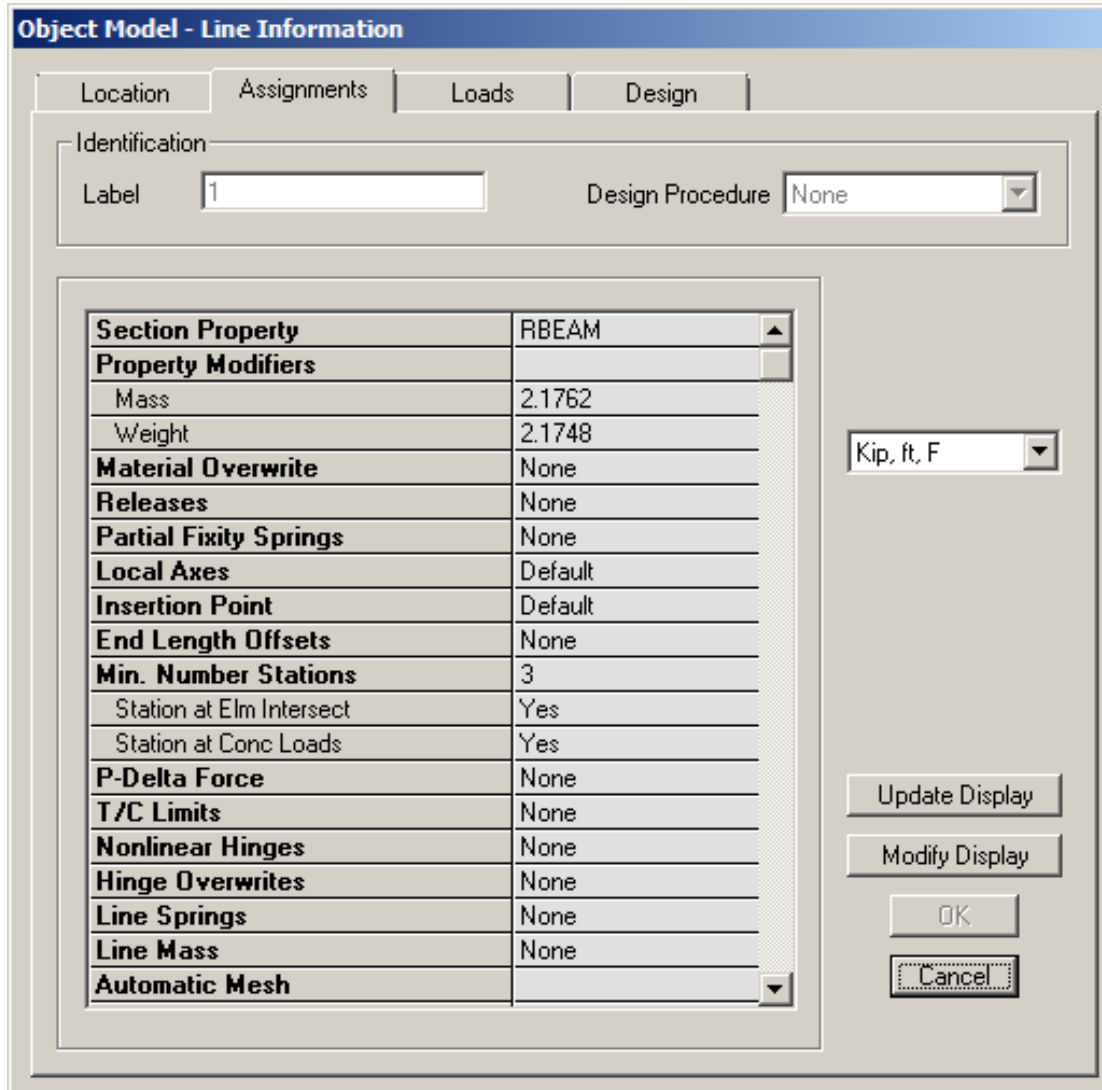 Object Model - Line Information
Location Assignments Loads Design
Identification
Label 1 Design Procedure None
Section Property RBEAM
Property Modifiers
Mass 2.1762
Weight 2.1748
Kip, ft, F
Material Overwrite None
Releases None
Partial Fixity Springs None
Local Axes Default
Insertion Point Default
End Length Offsets None
Min. Number Stations 3
Station at Elm Intersect Yes
Station at Conc Loads Yes
P-Delta Force None
Update Display
T/C Limits None
Nonlinear Hinges None
Modify Display
Hinge Overwrites None
Line Springs None
OK
Line Mass None
Automatic Mesh
Cancel